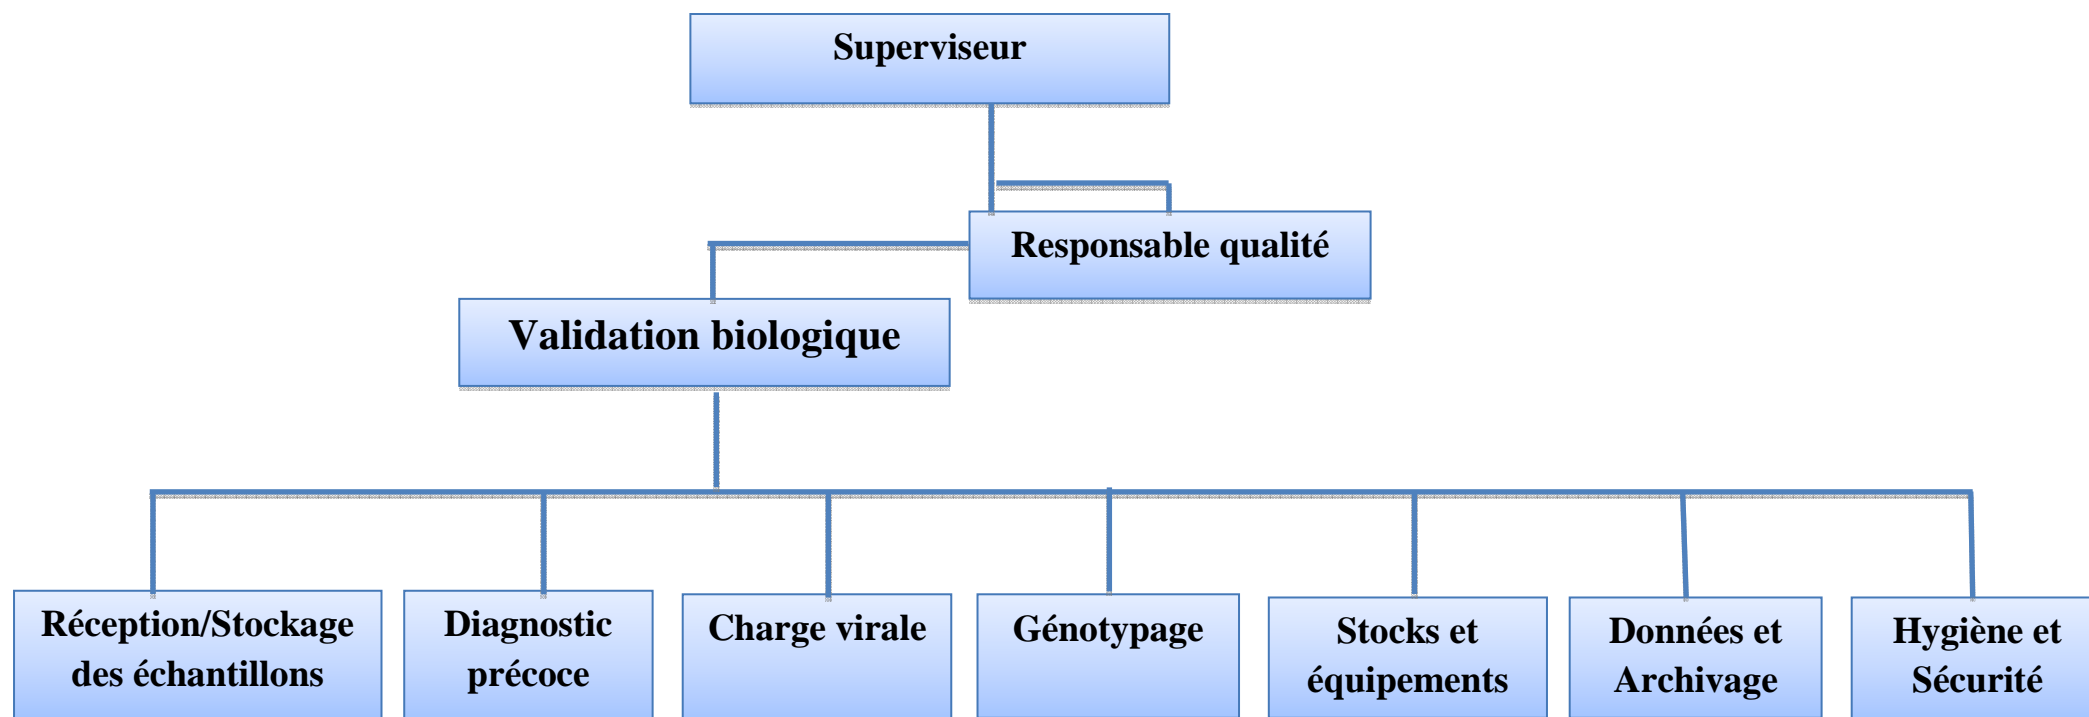 Superviseur
Responsable qualité
Validation biologique
Réception/Stockage
des échantillons
Diagnostic
précoce
Charge virale
Génotypage
Stocks et
équipements
Données et
Archivage
Hygiène et
Sécurité